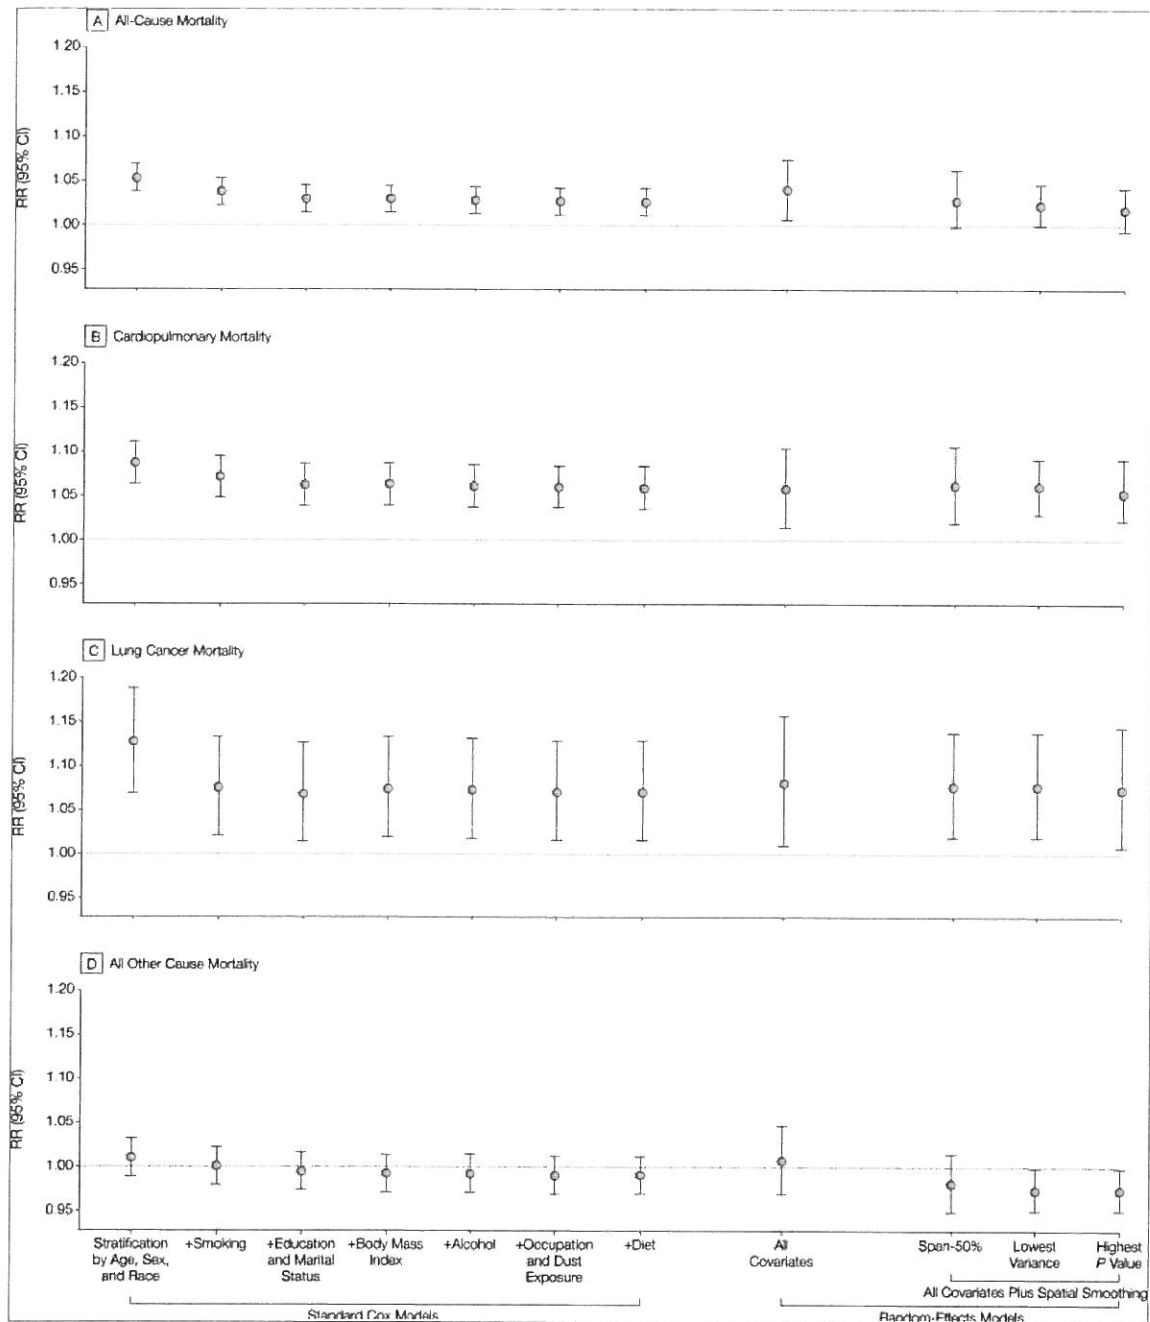 A All-Cause Mortality
1.20
1.15
1.10
1.05
1.00
0.95
RR (95% CI)
B Cardiopulmonary Mortality
1.20
1.15
1.10
1.05
1.00
0.95
RR (95% CI)
C Lung Cancer Mortality
1.20
1.15
1.10
1.05
1.00
0.95
RR (95% CI)
D All Other Cause Mortality
1.20
1.15
1.10
1.05
1.00
0.95
RR (95% CI)
Stratification
by Age, Sex,
and Race
+Smoking
+Education
and Marital
Status
+Body Mass
Index
+Alcohol
+Occupation
and Dust
Exposure
+Diet
All
Covariates
Span-50%
Lowest
Variance
Highest
P Value
All Covariates Plus Spatial Smoothing
Standard Cox Models
Random-Effects Models